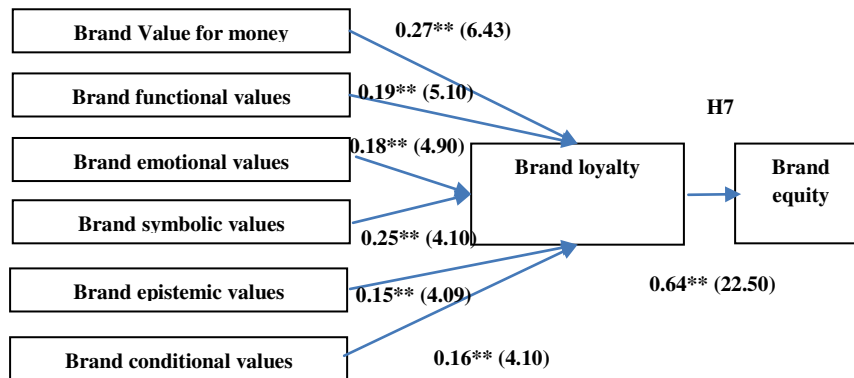 Brand Value for money
0.27** (6.43)
Brand functional values
0.19** (5.10)
H7
Brand emotional values
0.18** (4.90)
Brand loyalty
Brand
equity
Brand symbolic values
0.25** (4.10)
Brand epistemic values
0.15** (4.09)
0.64** (22.50)
Brand conditional values
0.16** (4.10)